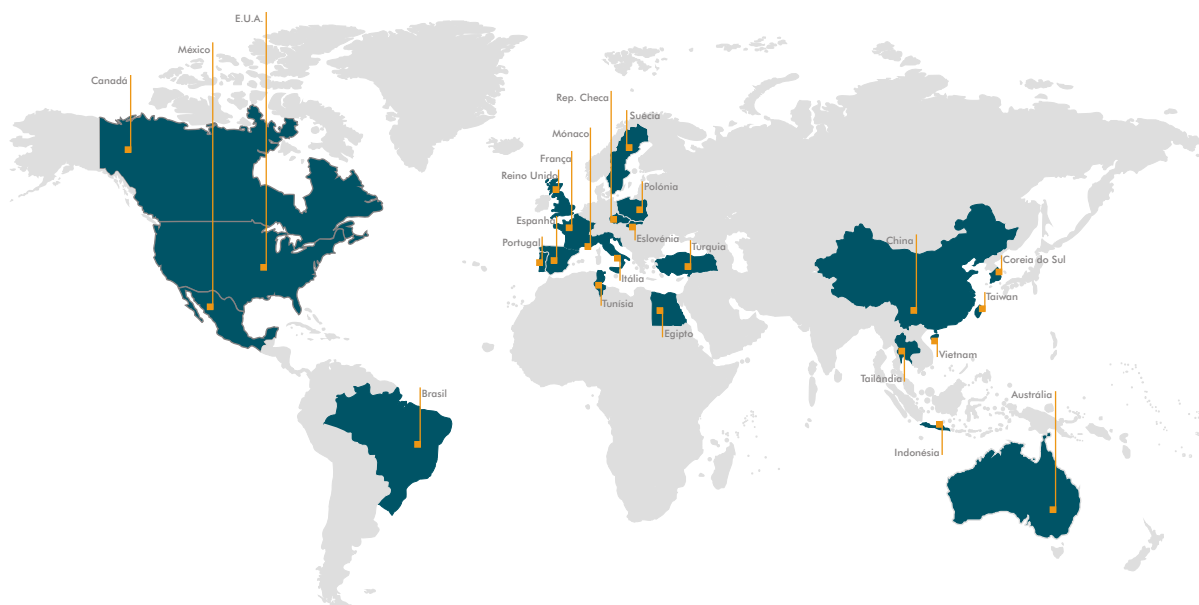 E.U.A.
México
Canadá
Rep. Checa
Suécia
Mónaco
França
Reino Unido
Polónia
Espanha
Eslovénia
Portugal
Turquia
Itália
Tunísia
Egipto
China
Coreia do Sul
Taiwan
Vietnam
Tailândia
Brasil
Austrália
Indonésia